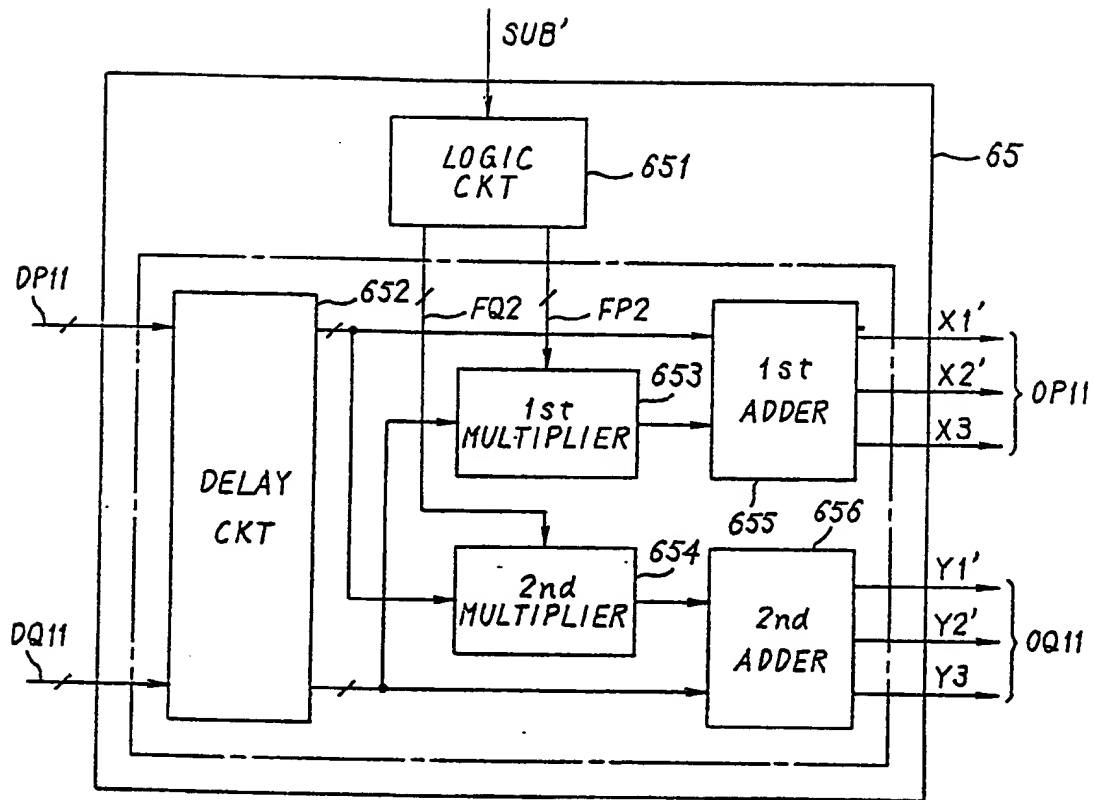 SUB'
LOGIC
CKT
651
65
DP11
652
FQ2
FP2
X1'
653
1st
MULTIPLIER
1st
ADDER
X2'
OP11
X3
DELAY
CKT
655
656
654
2nd
MULTIPLIER
2nd
ADDER
Y1'
Y2'
OQ11
DQ11
Y3